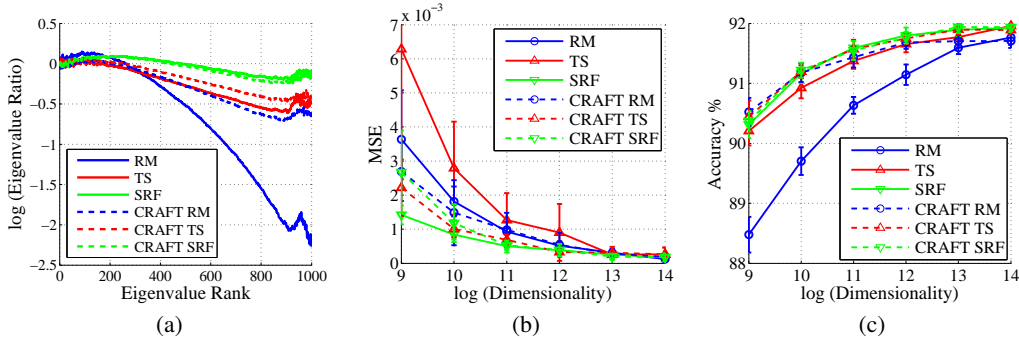 0.5
0
−0.5
−1
−1.5
−2
−2.5
0 200 400 600 800 1000
log (Eigenvalue Ratio)
Eigenvalue Rank
RM
TS
SRF
CRAFT RM
CRAFT TS
CRAFT SRF
(a)
x 10⁻³
7
6
5
4
3
2
1
0
9 10 11 12 13 14
MSE
log (Dimensionality)
RM
TS
SRF
CRAFT RM
CRAFT TS
CRAFT SRF
(b)
92
91
90
89
88
9 10 11 12 13 14
Accuracy %
log (Dimensionality)
RM
TS
SRF
CRAFT RM
CRAFT TS
CRAFT SRF
(c)